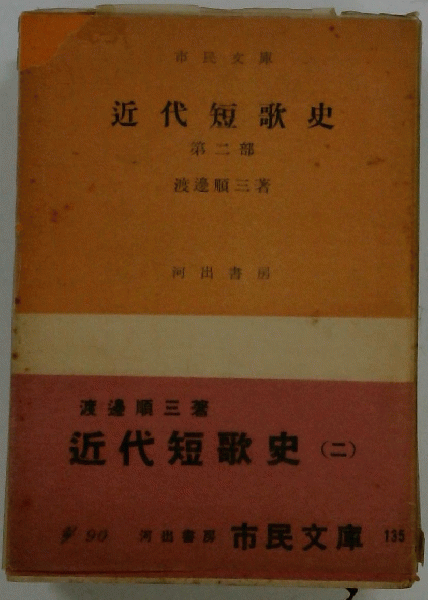 市民文庫
近代短歌史
第二部
渡邊順三著
河出書房
渡邊順三著
近代短歌史(二)
90 河出書房 市民文庫 135